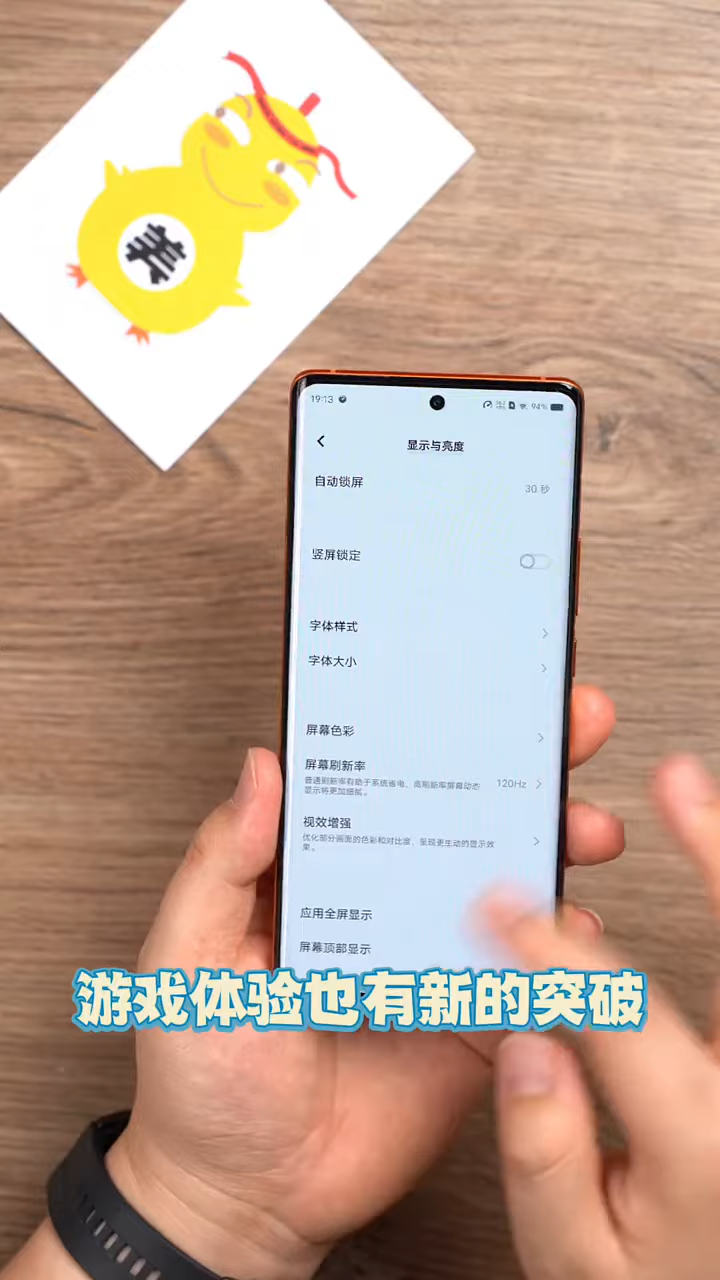 19:13
94%
显示与亮度
自动锁屏
30 秒
竖屏锁定
字体样式
字体大小
屏幕色彩
屏幕刷新率
普通刷新率有助于系统省电，高刷新率屏幕动态
显示将更加细腻。
120Hz
视效增强
优化部分画面的色彩和对比度，呈现更生动的显示效
果。
应用全屏显示
屏幕顶部显示
游戏体验也有新的突破